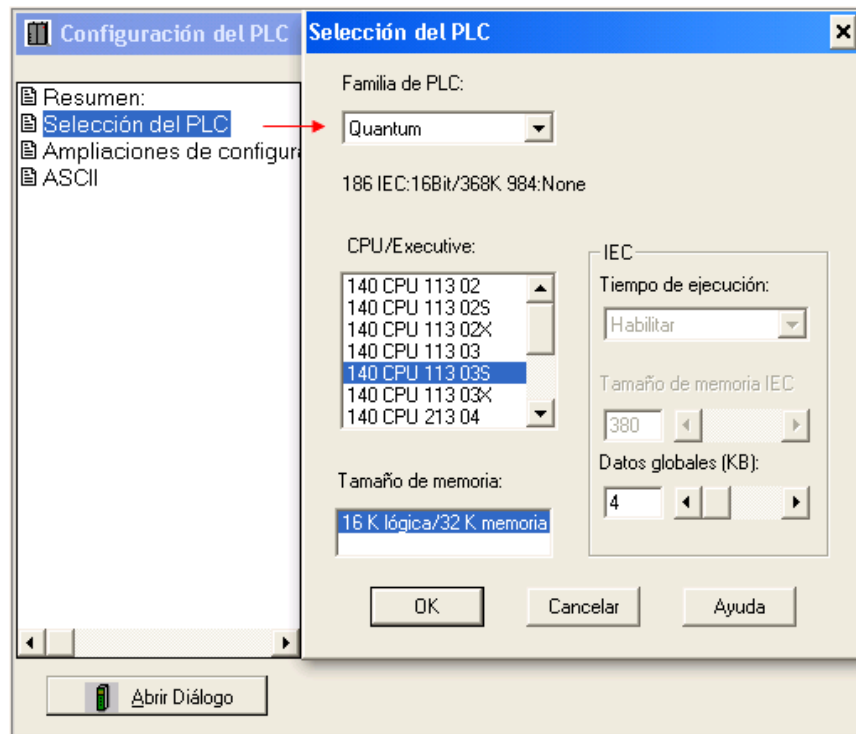 Configuración del PLC
Resumen:
Selección del PLC
Ampliaciones de configur
ASCII
Abrir Diálogo
Selección del PLC
Familia de PLC:
Quantum
186 IEC:16Bit/368K 984:None
CPU/Executive:
140 CPU 113 02
140 CPU 113 02S
140 CPU 113 02X
140 CPU 113 03
140 CPU 113 03S
140 CPU 113 03X
140 CPU 213 04
Tamaño de memoria:
16 K lógica/32 K memoria
IEC
Tiempo de ejecución:
Habilitar
Tamaño de memoria IEC
380
Datos globales (KB):
4
OK
Cancelar
Ayuda